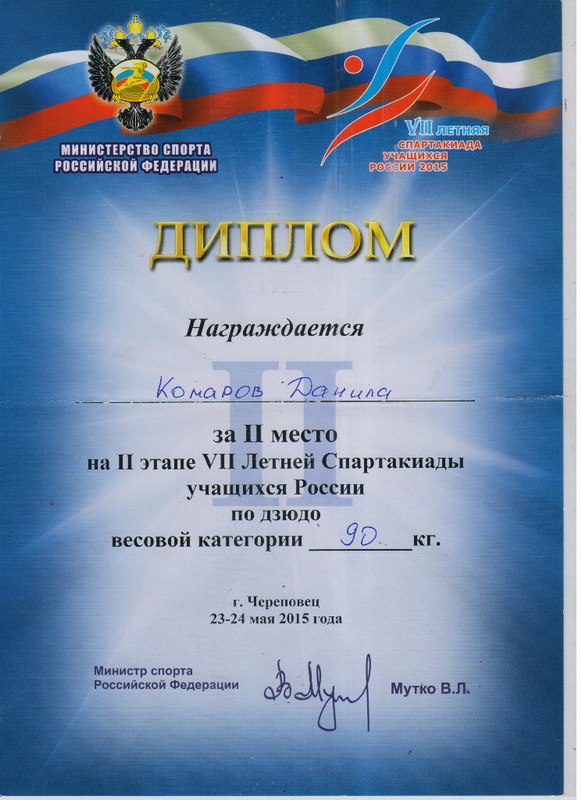 МИНИСТЕРСТВО СПОРТА
РОССИЙСКОЙ ФЕДЕРАЦИИ
VII ЛЕТНЯЯ
СПАРТАКИАДА
УЧАЩИХСЯ
РОССИИ 2015
ДИПЛОМ
Награждается
II
Комаров Данила
за II место
на II этапе VII Летней Спартакиады
учащихся России
по дзюдо
весовой категории 90 кг.
г. Череповец
23-24 мая 2015 года
Министр спорта
Российской Федерации
Мутко В.Л.